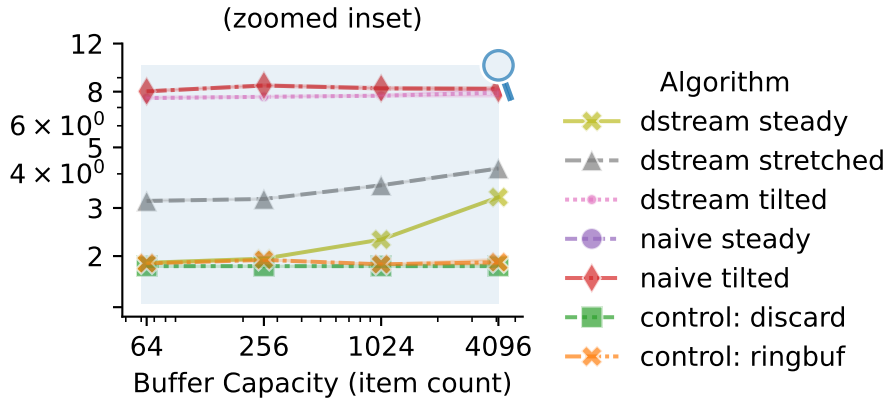 (zoomed inset)
12
8
6 × 10⁰
5
4 × 10⁰
3
2
64 256 1024 4096
Buffer Capacity (item count)
Algorithm
dstream steady
dstream stretched
dstream tilted
naive steady
naive tilted
control: discard
control: ringbuf